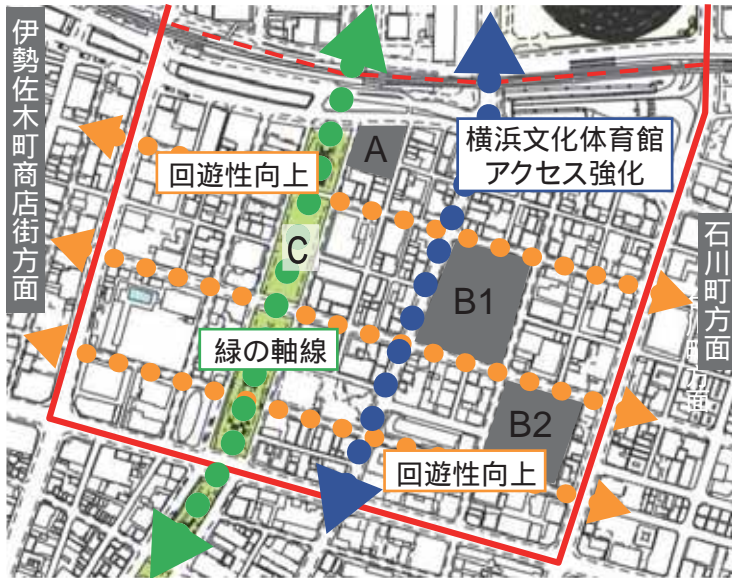 伊勢佐木町商店街方面
A
横浜文化体育館
アクセス強化
回遊性向上
C
石川町方面
B1
緑の軸線
B2
回遊性向上